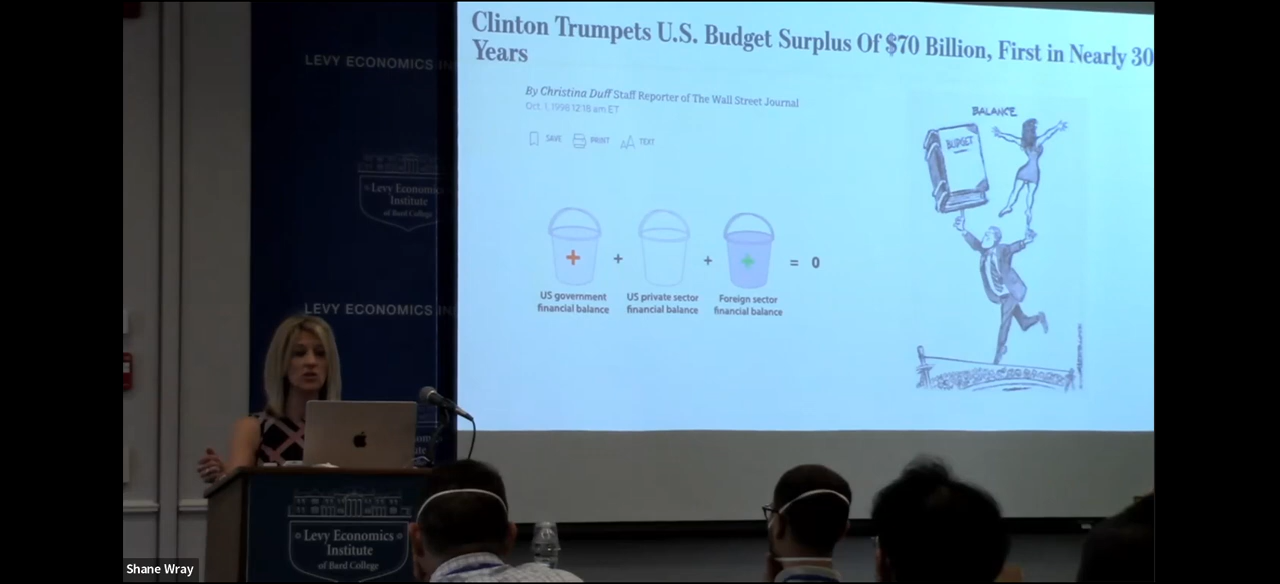 Clinton Trumpets U.S. Budget Surplus Of $70 Billion, First in Nearly 30
Years
By Christina Duff Staff Reporter of The Wall Street Journal
Oct. 1, 1998 12:18 am ET
SAVE PRINT TEXT
BALANCE
BUDGET
+ + + + = 0
US government
financial balance
US private sector
financial balance
Foreign sector
financial balance
LEVY ECONOMICS IN
Levy Economics
Institute
of Bard College
LEVY ECONOMICS IN
Levy Economics
Institute
of Bard College
Shane Wray